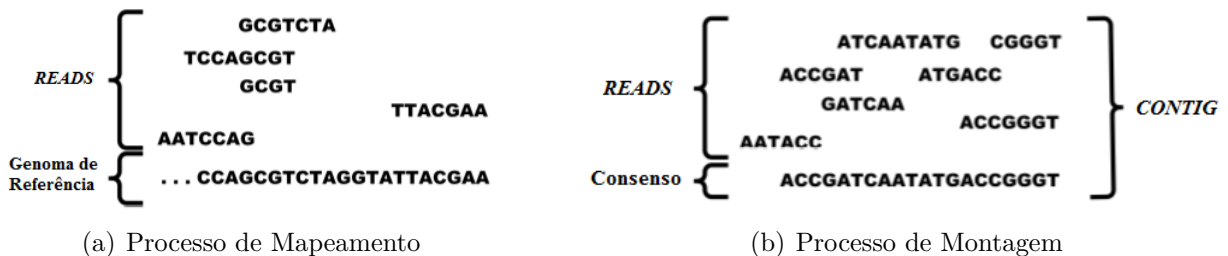 GCGTCTA
TCCAGCGT
READS
GCGT
TTACGAA
AATCCAG
Genoma de
Referência
...CCAGCGTCTAGGTATTACGAA
(a) Processo de Mapeamento
ATCAATATG CGGGT
ACCGAT ATGACC
READS
GATCAA
CONTIG
ACCGGGT
AATACC
Consenso
ACCGATCAATATGACCGGGT
(b) Processo de Montagem